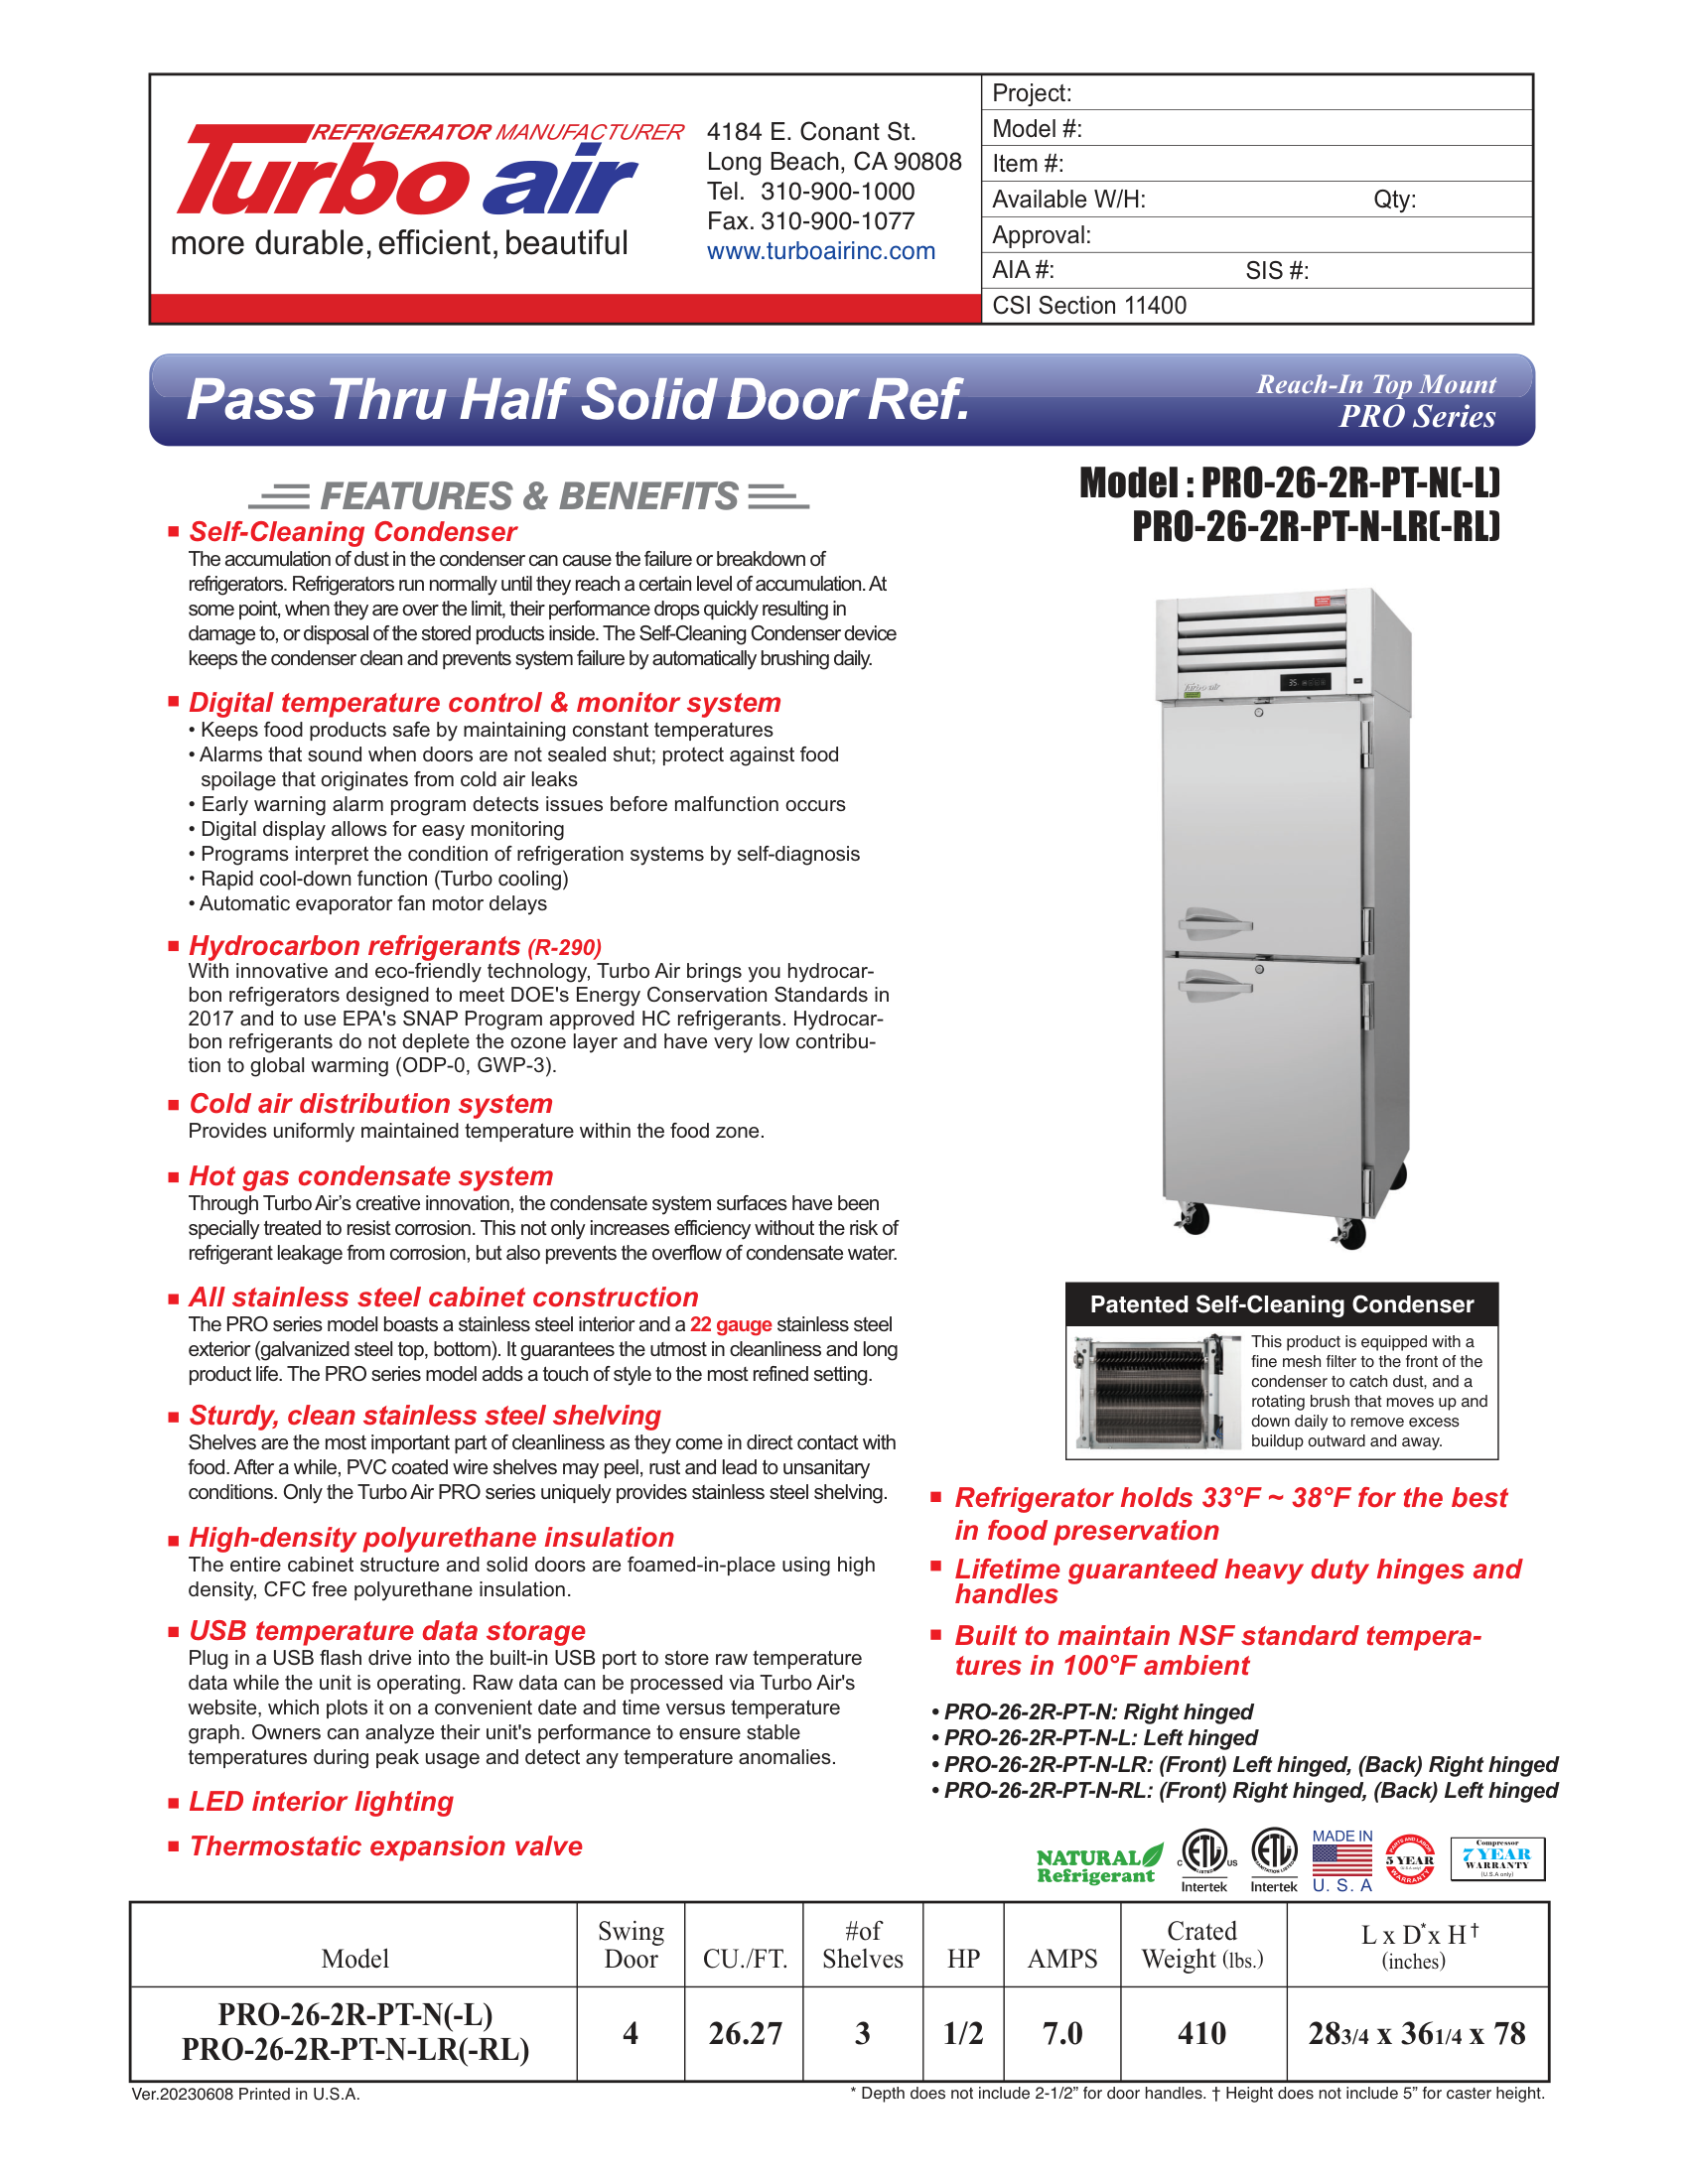 REFRIGERATOR MANUFACTURER
Turbo air
more durable, efficient, beautiful
4184 E. Conant St.
Long Beach, CA 90808
Tel. 310-900-1000
Fax. 310-900-1077
www.turboairinc.com
Project:
Model #:
Item #:
Available W/H: Qty:
Approval:
AIA #: SIS #:
CSI Section 11400
Pass Thru Half Solid Door Ref.
Reach-In Top Mount
PRO Series
FEATURES & BENEFITS
Model : PRO-26-2R-PT-N(-L)
PRO-26-2R-PT-N-LR(-RL)
■ Self-Cleaning Condenser
The accumulation of dust in the condenser can cause the failure or breakdown of
refrigerators. Refrigerators run normally until they reach a certain level of accumulation. At
some point, when they are over the limit, their performance drops quickly resulting in
damage to, or disposal of the stored products inside. The Self-Cleaning Condenser device
keeps the condenser clean and prevents system failure by automatically brushing daily.
■ Digital temperature control & monitor system
• Keeps food products safe by maintaining constant temperatures
• Alarms that sound when doors are not sealed shut; protect against food
spoilage that originates from cold air leaks
• Early warning alarm program detects issues before malfunction occurs
• Digital display allows for easy monitoring
• Programs interpret the condition of refrigeration systems by self-diagnosis
• Rapid cool-down function (Turbo cooling)
• Automatic evaporator fan motor delays
■ Hydrocarbon refrigerants (R-290)
With innovative and eco-friendly technology, Turbo Air brings you hydrocar-
bon refrigerators designed to meet DOE's Energy Conservation Standards in
2017 and to use EPA's SNAP Program approved HC refrigerants. Hydrocar-
bon refrigerants do not deplete the ozone layer and have very low contribu-
tion to global warming (ODP-0, GWP-3).
■ Cold air distribution system
Provides uniformly maintained temperature within the food zone.
■ Hot gas condensate system
Through Turbo Air's creative innovation, the condensate system surfaces have been
specially treated to resist corrosion. This not only increases efficiency without the risk of
refrigerant leakage from corrosion, but also prevents the overflow of condensate water.
■ All stainless steel cabinet construction
The PRO series model boasts a stainless steel interior and a 22 gauge stainless steel
exterior (galvanized steel top, bottom). It guarantees the utmost in cleanliness and long
product life. The PRO series model adds a touch of style to the most refined setting.
■ Sturdy, clean stainless steel shelving
Shelves are the most important part of cleanliness as they come in direct contact with
food. After a while, PVC coated wire shelves may peel, rust and lead to unsanitary
conditions. Only the Turbo Air PRO series uniquely provides stainless steel shelving.
■ High-density polyurethane insulation
The entire cabinet structure and solid doors are foamed-in-place using high
density, CFC free polyurethane insulation.
■ USB temperature data storage
Plug in a USB flash drive into the built-in USB port to store raw temperature
data while the unit is operating. Raw data can be processed via Turbo Air's
website, which plots it on a convenient date and time versus temperature
graph. Owners can analyze their unit's performance to ensure stable
temperatures during peak usage and detect any temperature anomalies.
■ LED interior lighting
■ Thermostatic expansion valve
Turbo air
35
Patented Self-Cleaning Condenser
This product is equipped with a
fine mesh filter to the front of the
condenser to catch dust, and a
rotating brush that moves up and
down daily to remove excess
buildup outward and away.
■ Refrigerator holds 33°F ~ 38°F for the best
in food preservation
■ Lifetime guaranteed heavy duty hinges and
handles
■ Built to maintain NSF standard tempera-
tures in 100°F ambient
• PRO-26-2R-PT-N: Right hinged
• PRO-26-2R-PT-N-L: Left hinged
• PRO-26-2R-PT-N-LR: (Front) Left hinged, (Back) Right hinged
• PRO-26-2R-PT-N-RL: (Front) Right hinged, (Back) Left hinged
NATURAL
Refrigerant
C ETL US
LISTED
Intertek
ETL
SANITATION LISTED
Intertek
MADE IN
U. S. A
PARTS AND LABOR
5 YEAR
(U.S.A only)
WARRANTY
Compressor
7 YEAR
WARRANTY
(U.S.A only)
Model Swing Door CU./FT. #of Shelves HP AMPS Crated Weight (lbs.) L x D* x H† (inches)
PRO-26-2R-PT-N(-L)
PRO-26-2R-PT-N-LR(-RL) 4 26.27 3 1/2 7.0 410 283/4 x 361/4 x 78
Ver.20230608 Printed in U.S.A.
* Depth does not include 2-1/2” for door handles. † Height does not include 5” for caster height.